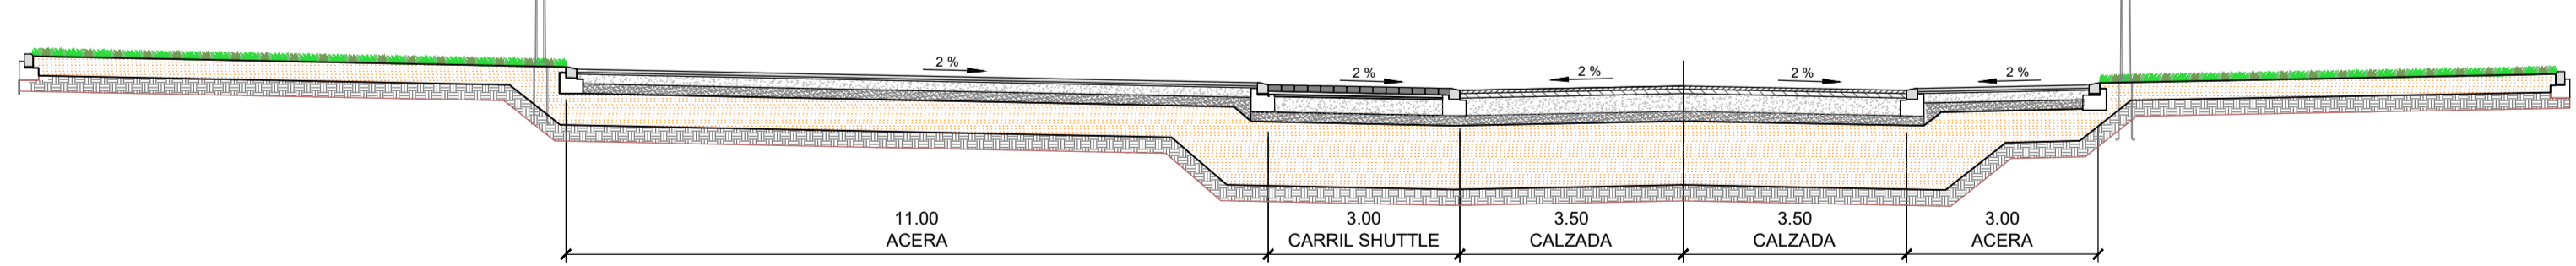 2 %
2 %
2 %
2 %
2 %
11.00
ACERA
3.00
CARRIL SHUTTLE
3.50
CALZADA
3.50
CALZADA
3.00
ACERA